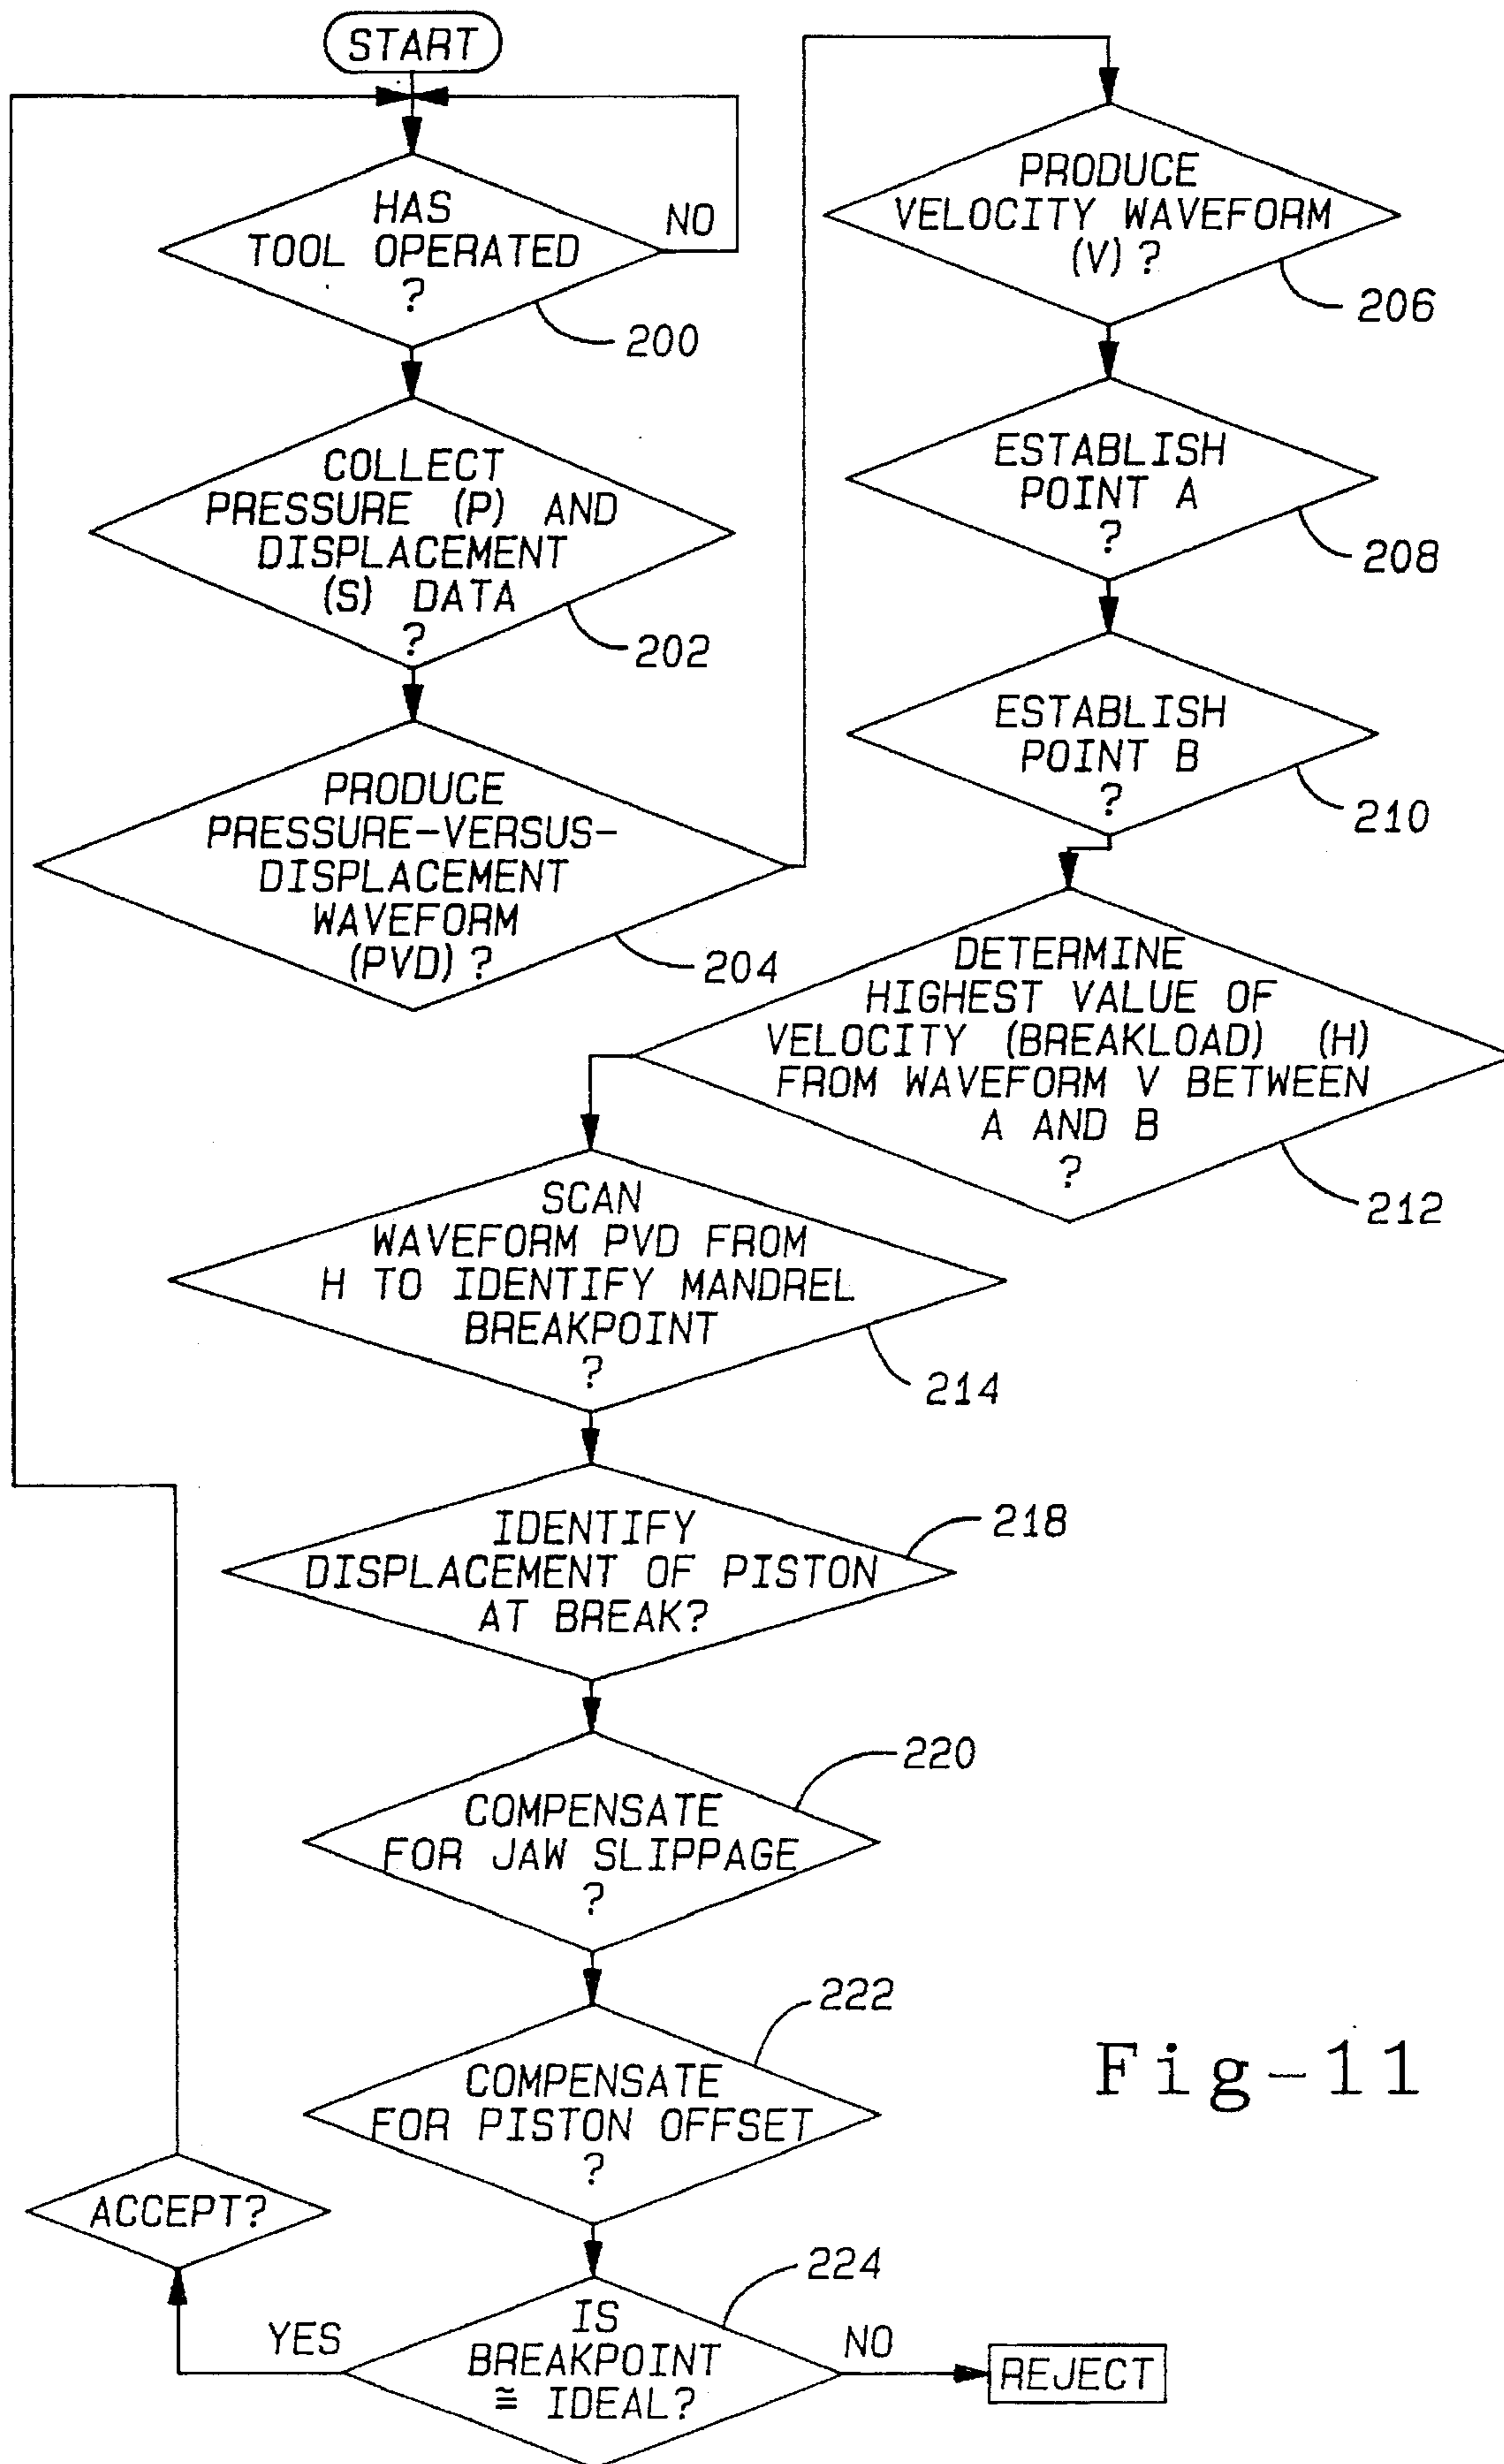 START
HAS
TOOL OPERATED
?
NO
200
COLLECT
PRESSURE (P) AND
DISPLACEMENT
(S) DATA
?
202
PRODUCE
PRESSURE-VERSUS-
DISPLACEMENT
WAVEFORM
(PVD)?
204
PRODUCE
VELOCITY WAVEFORM
(V)?
206
ESTABLISH
POINT A
?
208
ESTABLISH
POINT B
?
210
DETERMINE
HIGHEST VALUE OF
VELOCITY (BREAKLOAD) (H)
FROM WAVEFORM V BETWEEN
A AND B
?
212
SCAN
WAVEFORM PVD FROM
H TO IDENTIFY MANDREL
BREAKPOINT
?
214
IDENTIFY
DISPLACEMENT OF PISTON
AT BREAK?
218
COMPENSATE
FOR JAW SLIPPAGE
?
220
COMPENSATE
FOR PISTON OFFSET
?
222
IS
BREAKPOINT
≅ IDEAL?
224
YES
ACCEPT?
NO
REJECT
Fig-11